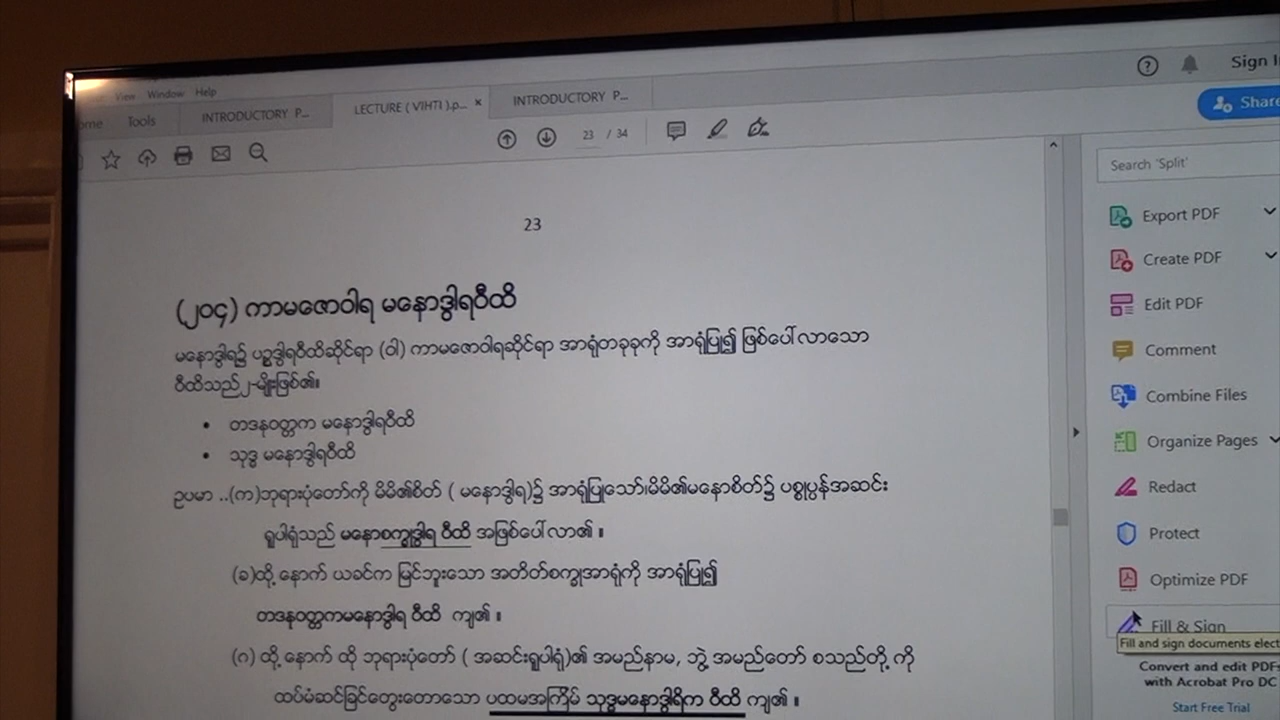 View Window Help
Tools
INTRODUCTORY P...
LECTURE ( VIHTI ).p... ×
INTRODUCTORY P...
Sign I
23 / 34
Share
Search 'Split'
Export PDF
Create PDF
Edit PDF
Comment
Combine Files
Organize Pages
Redact
Protect
Optimize PDF
Fill & Sign
Fill and sign documents elect
Convert and edit PDFs
with Acrobat Pro DC
Start Free Trial
23
(၂၀၄) ကာမဇောဝါရ မနောဒွါရဝီထိ
မနောဒွါရ၌ ပဉ္စဒွါရဝီထိဆိုင်ရာ (ဝါ) ကာမဇောဝါရဆိုင်ရာ အာရုံတခုခုကို အာရုံပြု၍ ဖြစ်ပေါ်လာသော
ဝီထိသည်၂-မျိုးဖြစ်၏။
• တဒနုဝတ္တက မနောဒွါရဝီထိ
• သုဒ္ဓ မနောဒွါရဝီထိ
ဥပမာ ..(က)ဘုရားပုံတော်ကို မိမိ၏စိတ် ( မနောဒွါရ)၌ အာရုံပြုသော်၊မိမိ၏မနောစိတ်၌ ပစ္စုပ္ပန်အဆင်း
ရူပါရုံသည် မနောစက္ခုဒွါရ ဝီထိ အဖြစ်ပေါ်လာ၏ ။
(ခ)ထို့နောက် ယခင်က မြင်ဘူးသော အတိတ်စက္ခုအာရုံကို အာရုံပြု၍
တဒနုဝတ္တကမနောဒွါရ ဝီထိ ကျ၏ ။
(ဂ) ထို့နောက် ထို ဘုရားပုံတော် ( အဆင်းရူပါရုံ)၏ အမည်နာမ, ဘွဲ့ အမည်တော် စသည်တို့ ကို
ထပ်မံဆင်ခြင်တွေးတောသော ပထမအကြိမ် သုဒ္ဓမနောဒွါရိက ဝီထိ ကျ၏ ။